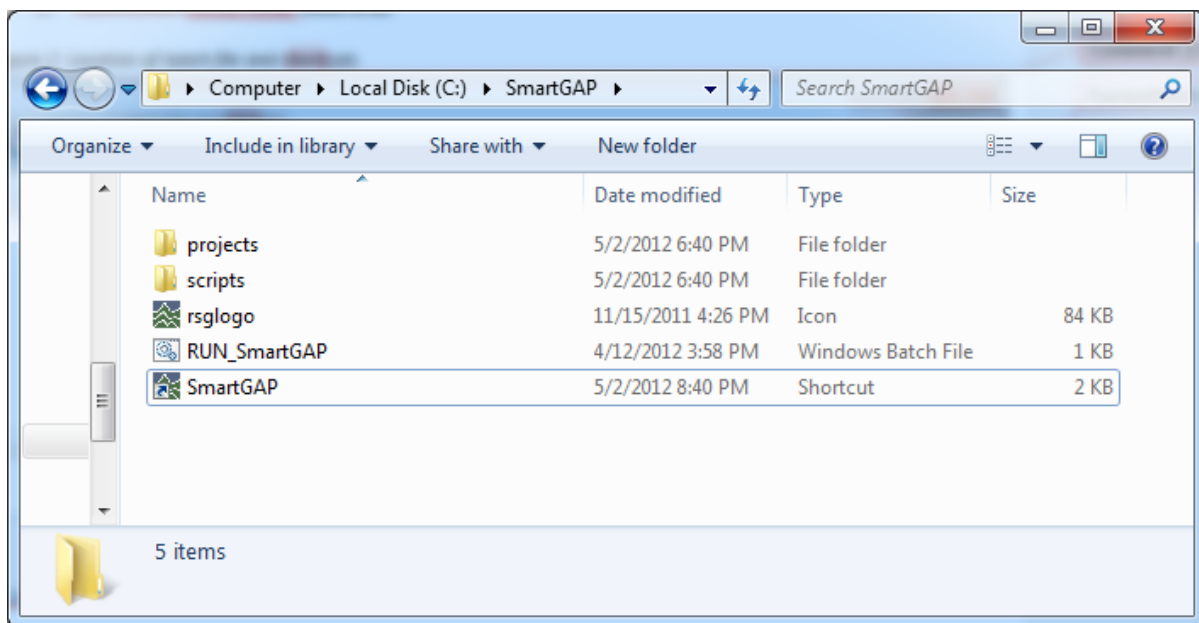 Computer Local Disk (C:) SmartGAP Search SmartGAP
Organize Include in library Share with New folder
Name Date modified Type Size
projects 5/2/2012 6:40 PM File folder
scripts 5/2/2012 6:40 PM File folder
rsglogo 11/15/2011 4:26 PM Icon 84 KB
RUN_SmartGAP 4/12/2012 3:58 PM Windows Batch File 1 KB
SmartGAP 5/2/2012 8:40 PM Shortcut 2 KB
5 items